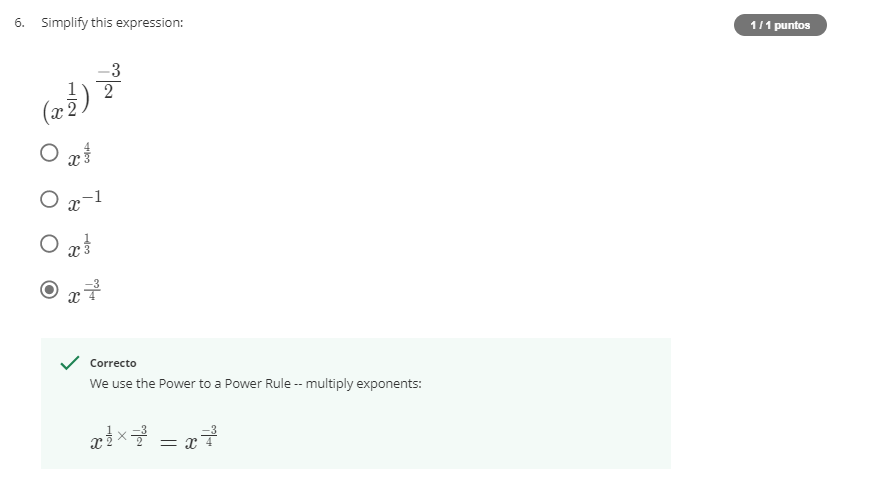 6. Simplify this expression:
1 / 1 puntos
(x^{\frac{1}{2}})^{\frac{-3}{2}}
x^{\frac{4}{3}}
x^{-1}
x^{\frac{1}{3}}
x^{\frac{-3}{4}}
Correcto
We use the Power to a Power Rule -- multiply exponents:
x^{\frac{1}{2} \times \frac{-3}{2}} = x^{\frac{-3}{4}}